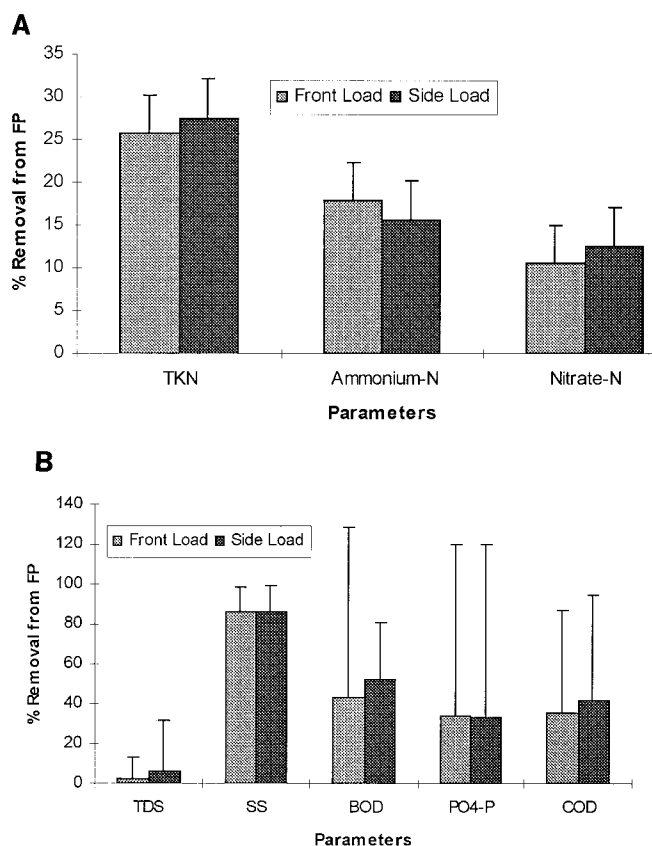 A
35
30
25
20
15
10
5
0
% Removal from FP
Front Load Side Load
TKN Ammonium-N Nitrate-N
Parameters
B
140
120
100
80
60
40
20
0
% Removal from FP
Front Load Side Load
TDS SS BOD PO4-P COD
Parameters